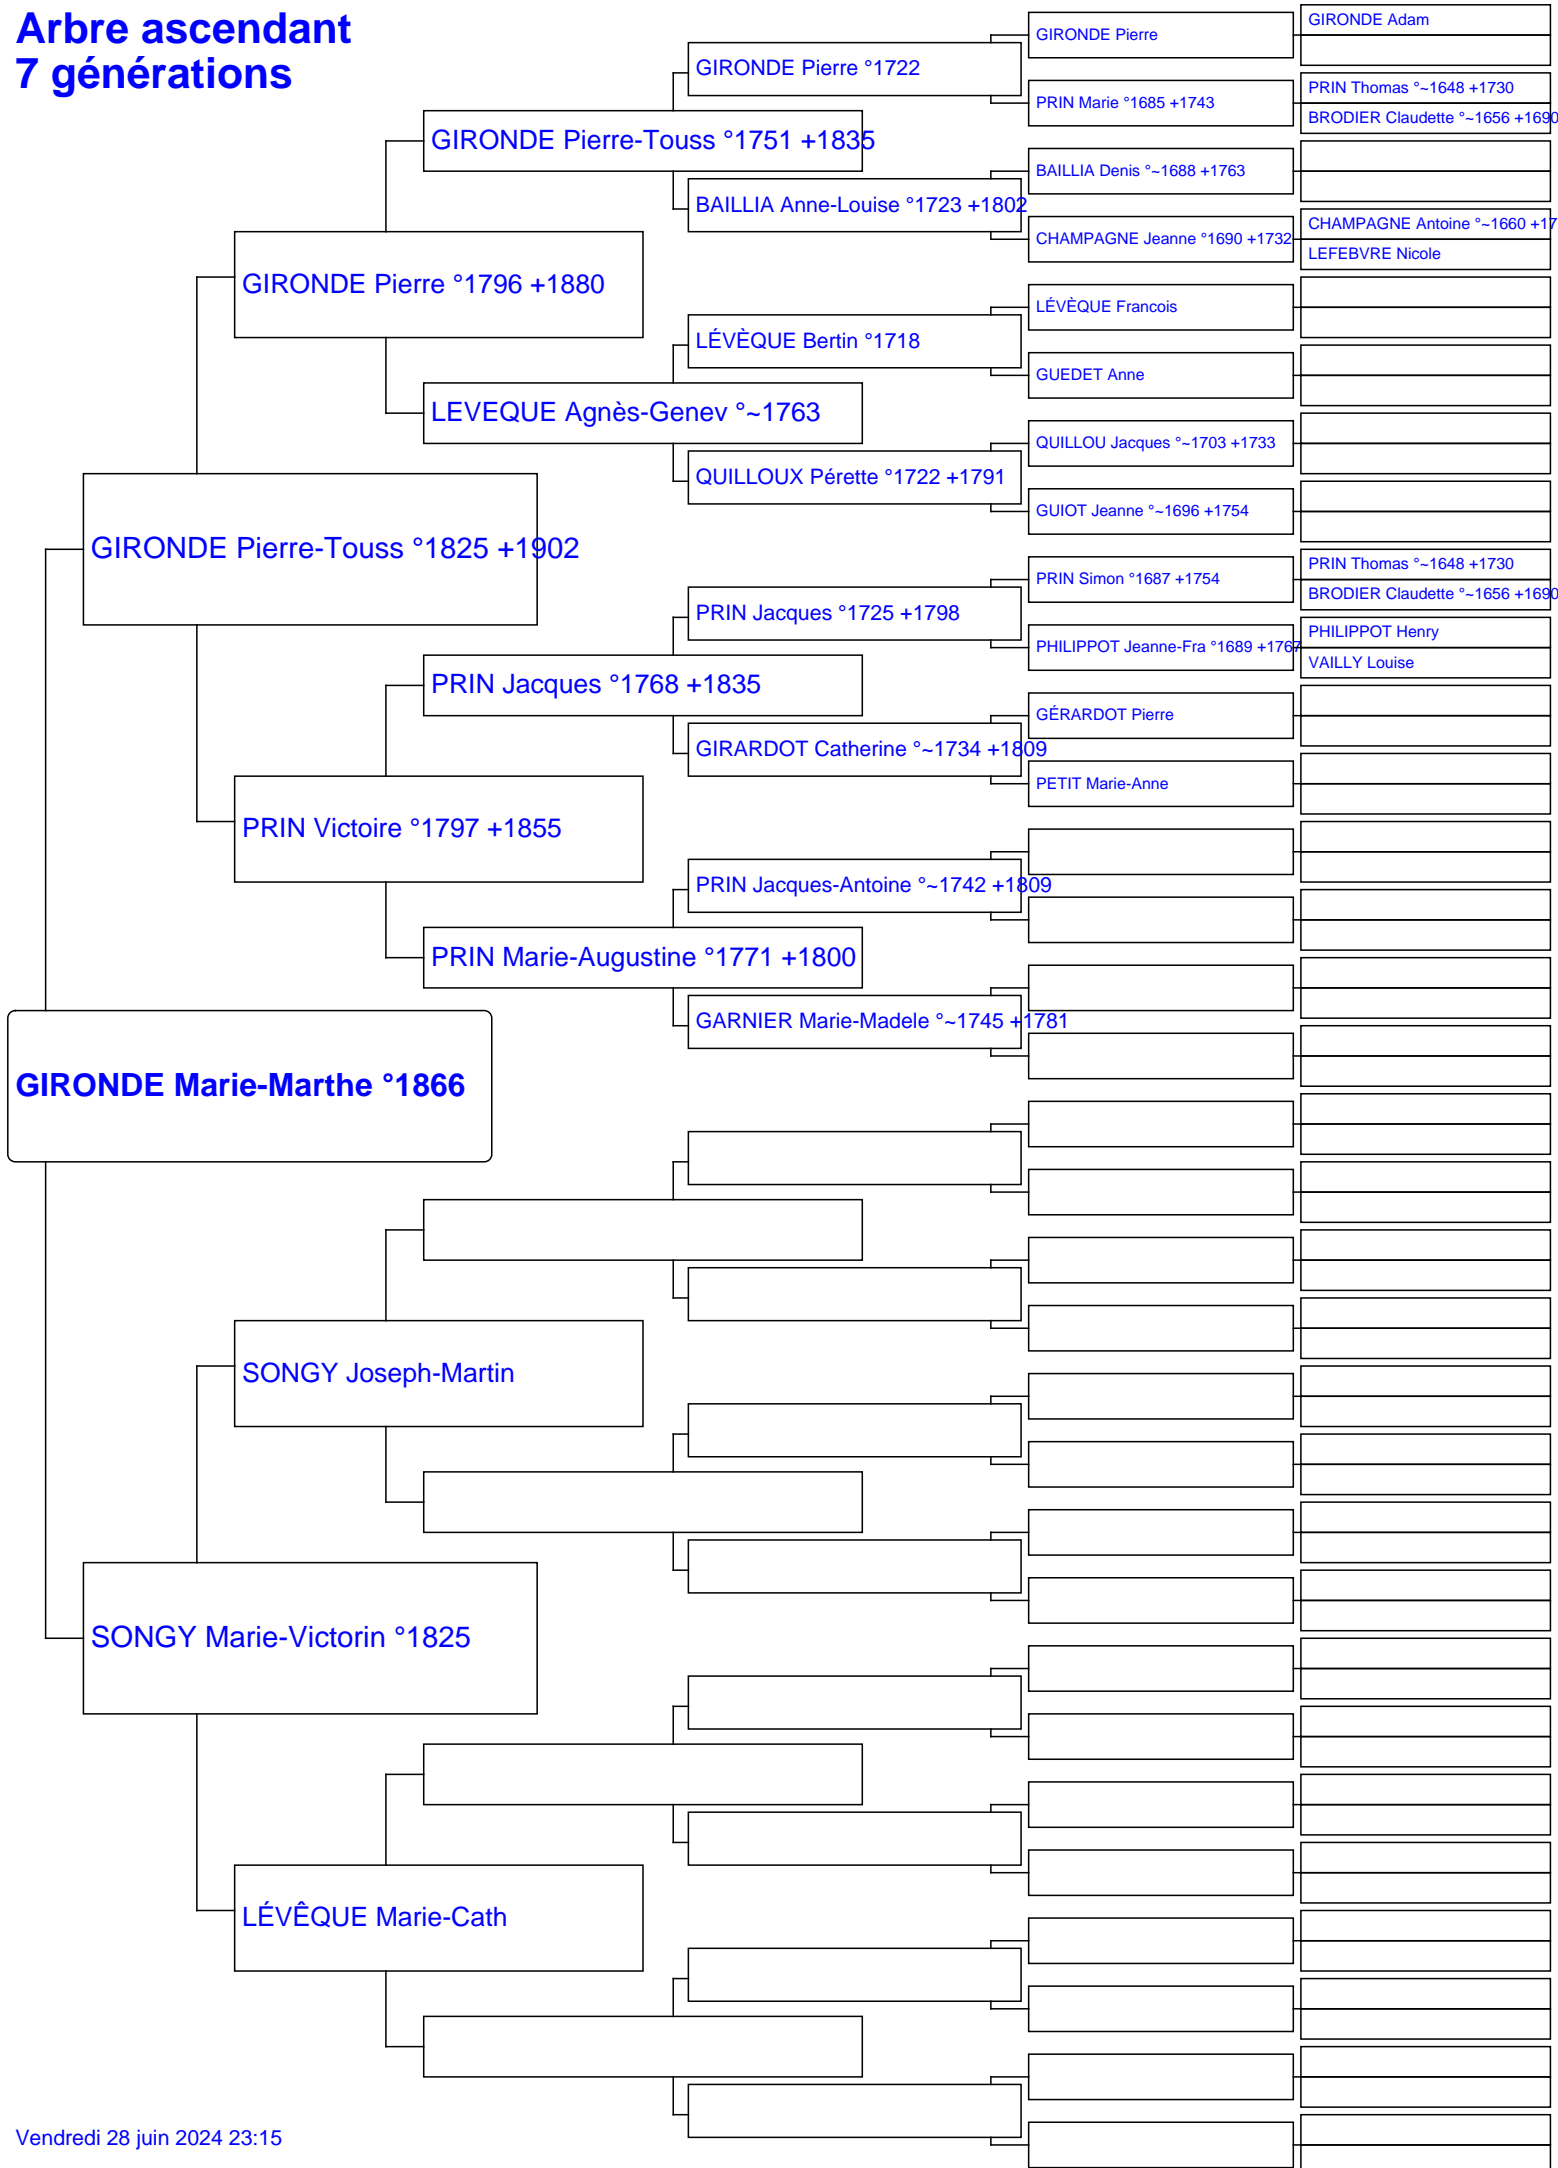 Arbre ascendant
7 générations
GIRONDE Adam
GIRONDE Pierre
GIRONDE Pierre °1722
PRIN Thomas °~1648 +1730
PRIN Marie °1685 +1743
BRODIER Claudette °~1656 +1690
GIRONDE Pierre-Touss °1751 +1835
BAILLIA Denis °~1688 +1763
BAILLIA Anne-Louise °1723 +1802
CHAMPAGNE Antoine °~1660 +17
CHAMPAGNE Jeanne °1690 +1732
LEFEBVRE Nicole
GIRONDE Pierre °1796 +1880
LÉVÈQUE Francois
LÉVÈQUE Bertin °1718
GUEDET Anne
LEVEQUE Agnès-Genev °~1763
QUILLOU Jacques °~1703 +1733
QUILLOUX Pérette °1722 +1791
GUIOT Jeanne °~1696 +1754
GIRONDE Pierre-Touss °1825 +1902
PRIN Thomas °~1648 +1730
PRIN Simon °1687 +1754
BRODIER Claudette °~1656 +1690
PRIN Jacques °1725 +1798
PHILIPPOT Henry
PHILIPPOT Jeanne-Fra °1689 +1767
VAILLY Louise
PRIN Jacques °1768 +1835
GÉRARDOT Pierre
GIRARDOT Catherine °~1734 +1809
PETIT Marie-Anne
PRIN Victoire °1797 +1855
PRIN Jacques-Antoine °~1742 +1809
PRIN Marie-Augustine °1771 +1800
GARNIER Marie-Madele °~1745 +1781
GIRONDE Marie-Marthe °1866
SONGY Joseph-Martin
SONGY Marie-Victorin °1825
LÉVÊQUE Marie-Cath
Vendredi 28 juin 2024 23:15